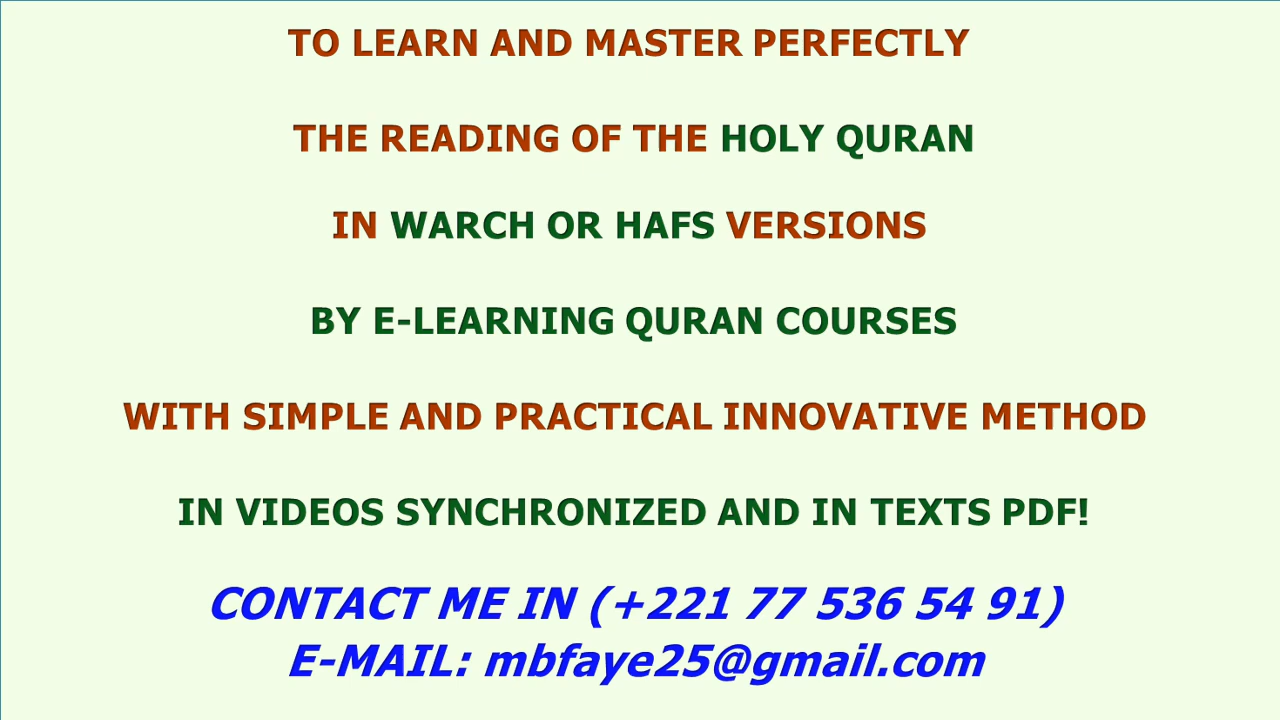 TO LEARN AND MASTER PERFECTLY
THE READING OF THE HOLY QURAN
IN WARCH OR HAFS VERSIONS
BY E-LEARNING QURAN COURSES
WITH SIMPLE AND PRACTICAL INNOVATIVE METHOD
IN VIDEOS SYNCHRONIZED AND IN TEXTS PDF!
CONTACT ME IN (+221 77 536 54 91)
E-MAIL: mbfaye25@gmail.com